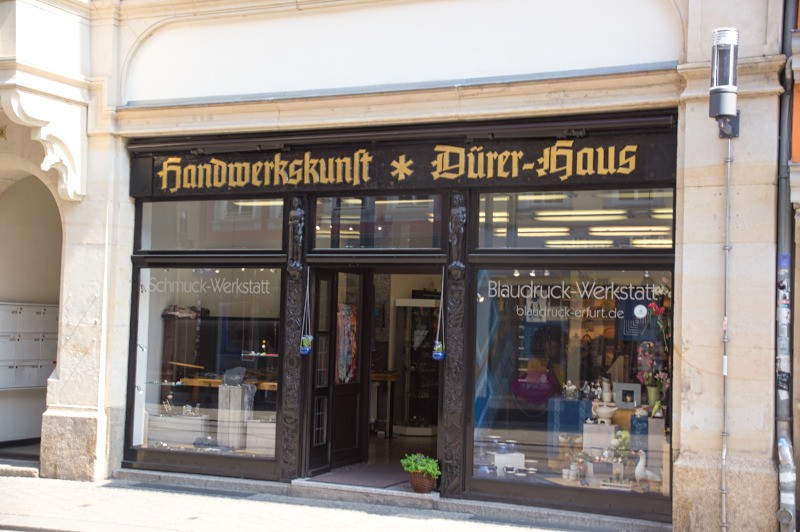 Handwerkskunst * Dürer-Haus
Schmuck-Werkstatt
Blaudruck-Werkstatt
blaudruck-erfurt.de